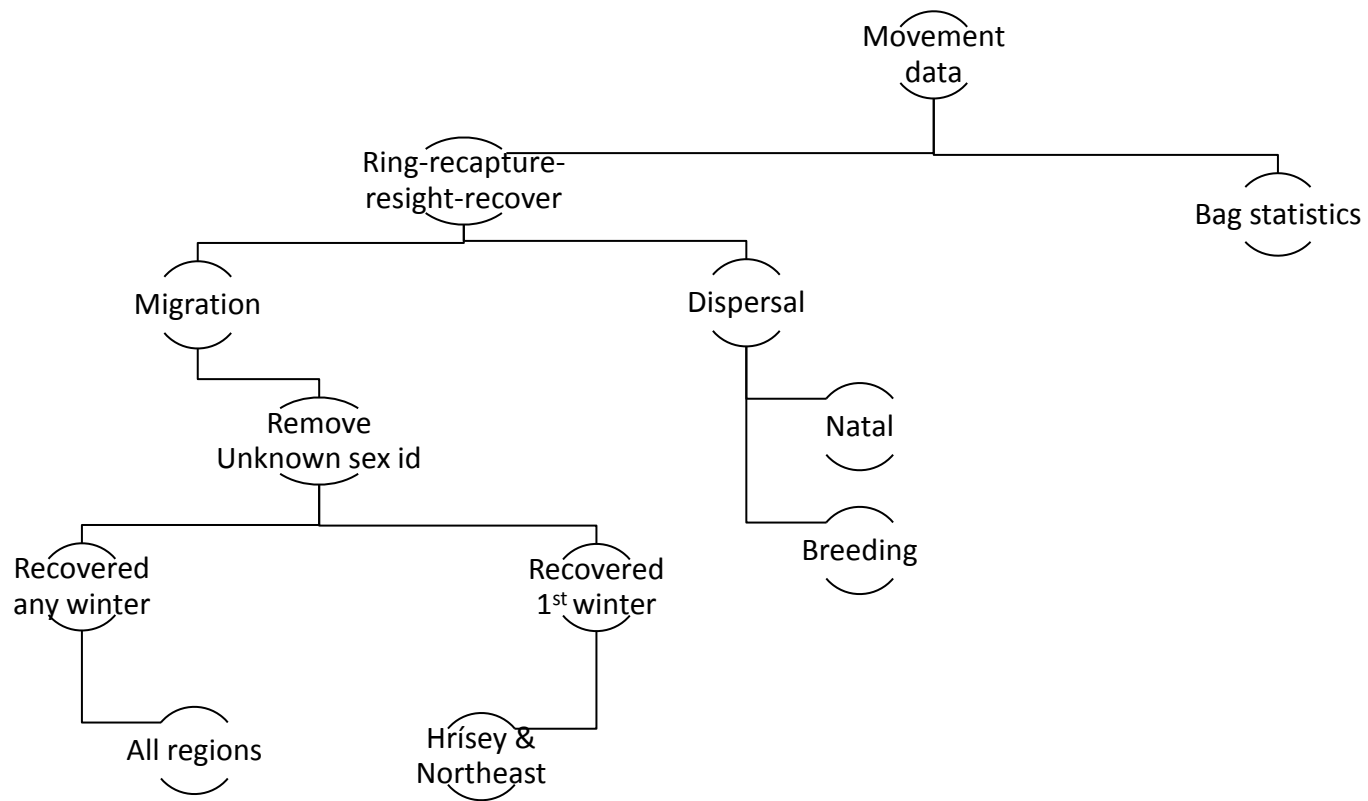 Movement
data
Ring-recapture-
resight-recover
Bag statistics
Migration
Dispersal
Remove
Unknown sex id
Natal
Breeding
Recovered
any winter
Recovered
1st winter
All regions
Hrísey &
Northeast